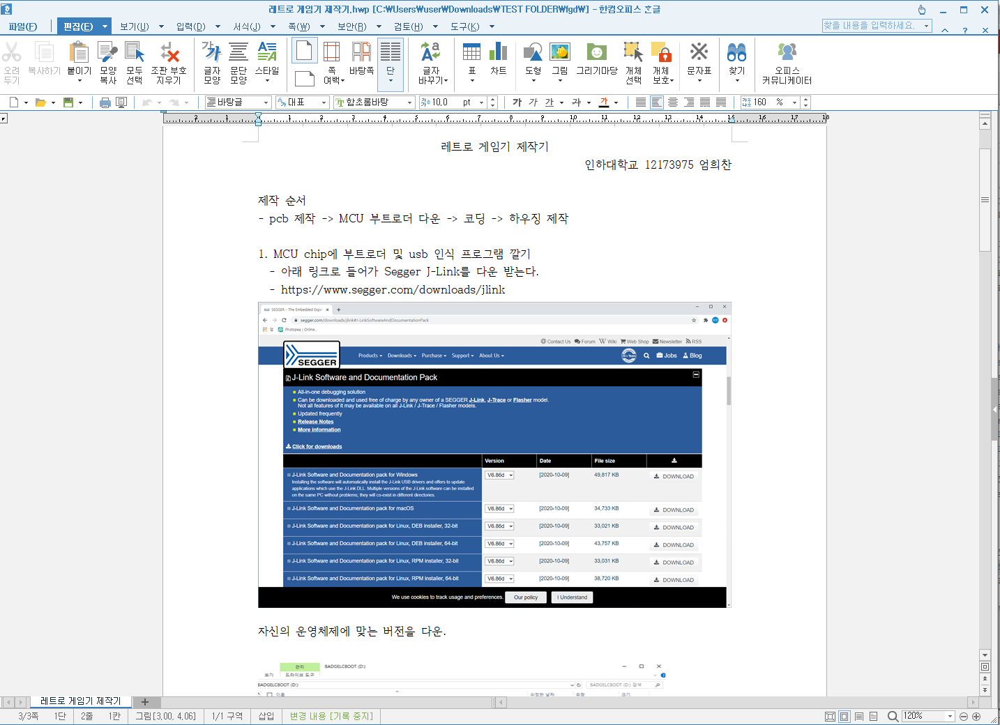 레트로 게임기 제작기.hwp [C:₩Users₩user₩Downloads₩TEST FOLDER₩fgd₩] - 한컴오피스 한글
파일(F) 편집(E) 보기(U) 입력(D) 서식(J) 쪽(W) 보안(R) 검토(H) 도구(K) 찾을 내용을 입력하세요.
오려 두기 복사하기 붙이기 모양 복사 모두 선택 조판 부호 지우기 글자 모양 문단 모양 스타일 쪽 여백 바탕쪽 단 글자 바꾸기 표 차트 도형 그림 그리기마당 개체 선택 개체 보호 문자표 찾기 오피스 커뮤니케이터
바탕글 대표 함초롬바탕 10,0 pt 가 가 가 가 가 160 %
2 1 1 2 3 4 5 6 7 8 9 10 11 12 13 14 15 16 17 18
레트로 게임기 제작기
인하대학교 12173975 엄희찬
제작 순서
- pcb 제작 -> MCU 부트로더 다운 -> 코딩 -> 하우징 제작
1. MCU chip에 부트로더 및 usb 인식 프로그램 깔기
- 아래 링크로 들어가 Segger J-Link를 다운 받는다.
- https://www.segger.com/downloads/jlink
SEGGER - The Embedded Expe
segger.com/downloads/jlink#J-LinkSoftwareAndDocumentationPack
앱 Photopea | Online...
Contact Us Forum Wiki Web Shop Newsletter RSS
SEGGER Products Downloads Purchase Support About Us Jobs Blog
J-Link Software and Documentation Pack
All-in-one debugging solution
Can be downloaded and used free of charge by any owner of a SEGGER J-Link, J-Trace or Flasher model.
Not all features of it may be available on all J-Link / J-Trace / Flasher models.
Updated frequently
Release Notes
More information
Click for downloads
Version Date File size
J-Link Software and Documentation pack for Windows V6.86d [2020-10-09] 49,817 KB DOWNLOAD
Installing the software will automatically install the J-Link USB drivers and offers to update
applications which use the J-Link DLL. Multiple versions of the J-Link software can be installed
on the same PC without problems; they will co-exist in different directories.
J-Link Software and Documentation pack for macOS V6.86d [2020-10-09] 34,733 KB DOWNLOAD
J-Link Software and Documentation pack for Linux, DEB installer, 32-bit V6.86d [2020-10-09] 33,021 KB DOWNLOAD
J-Link Software and Documentation pack for Linux, DEB installer, 64-bit V6.86d [2020-10-09] 43,757 KB DOWNLOAD
J-Link Software and Documentation pack for Linux, RPM installer, 32-bit V6.86d [2020-10-09] 33,031 KB DOWNLOAD
J-Link Software and Documentation pack for Linux, RPM installer, 64-bit V6.86d [2020-10-09] 38,720 KB DOWNLOAD
We use cookies to track usage and preferences. Our policy I Understand
자신의 운영체제에 맞는 버전을 다운.
관리 BADGELCBOOT (D:)
보기 드라이브 도구
BADGELCBOOT (D:) BADGELCBOOT (D:) 검색
이름 수정한 날짜 유형 크기
레트로 게임기 제작기
3/3쪽 1단 2줄 1칸 그림[3,00, 4,06] 1/1 구역 삽입 변경 내용 [기록 중지] 120%